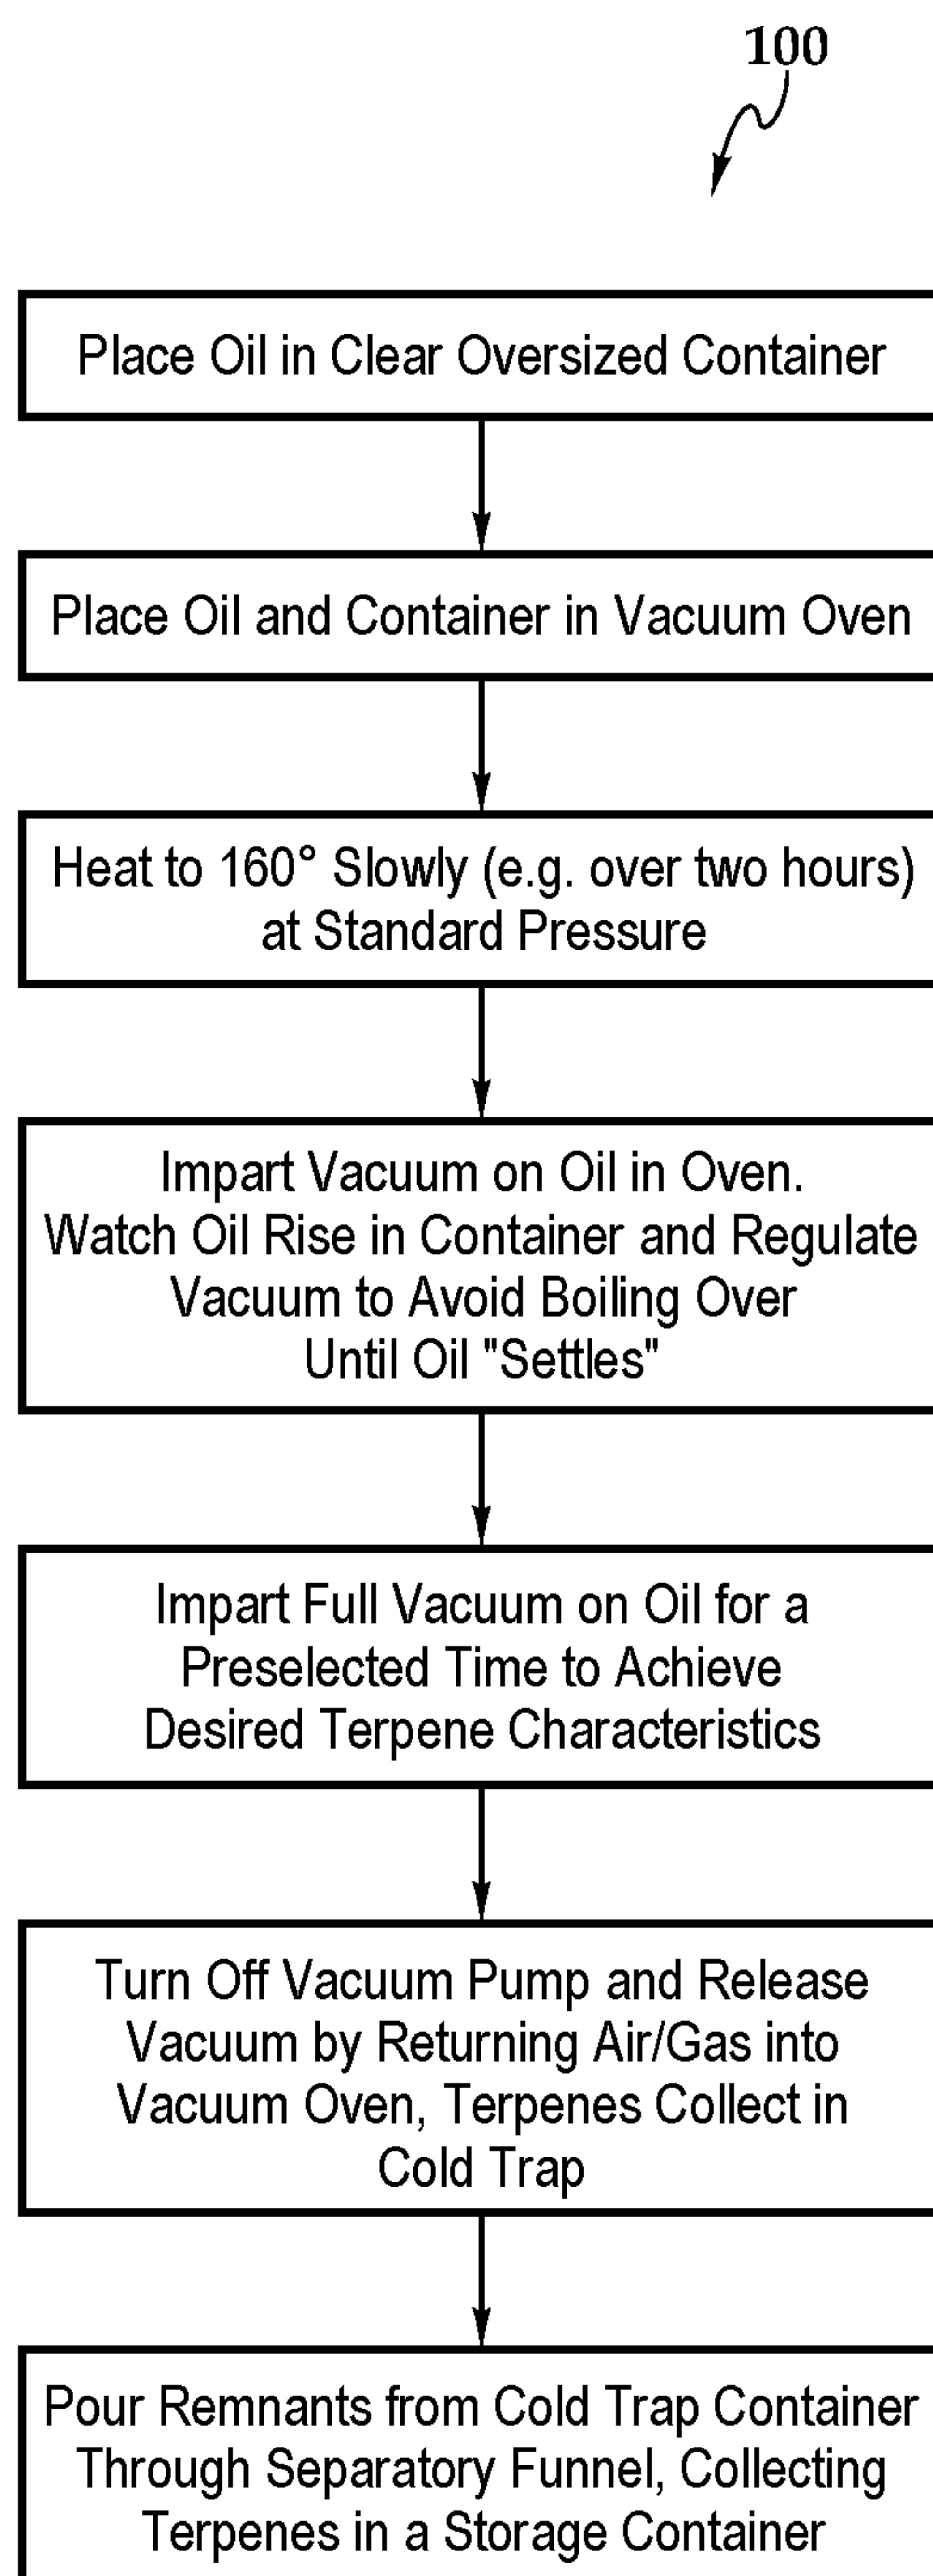 100
Place Oil in Clear Oversized Container
Place Oil and Container in Vacuum Oven
Heat to 160° Slowly (e.g. over two hours)
at Standard Pressure
Impart Vacuum on Oil in Oven.
Watch Oil Rise in Container and Regulate
Vacuum to Avoid Boiling Over
Until Oil "Settles"
Impart Full Vacuum on Oil for a
Preselected Time to Achieve
Desired Terpene Characteristics
Turn Off Vacuum Pump and Release
Vacuum by Returning Air/Gas into
Vacuum Oven, Terpenes Collect in
Cold Trap
Pour Remnants from Cold Trap Container
Through Separatory Funnel, Collecting
Terpenes in a Storage Container